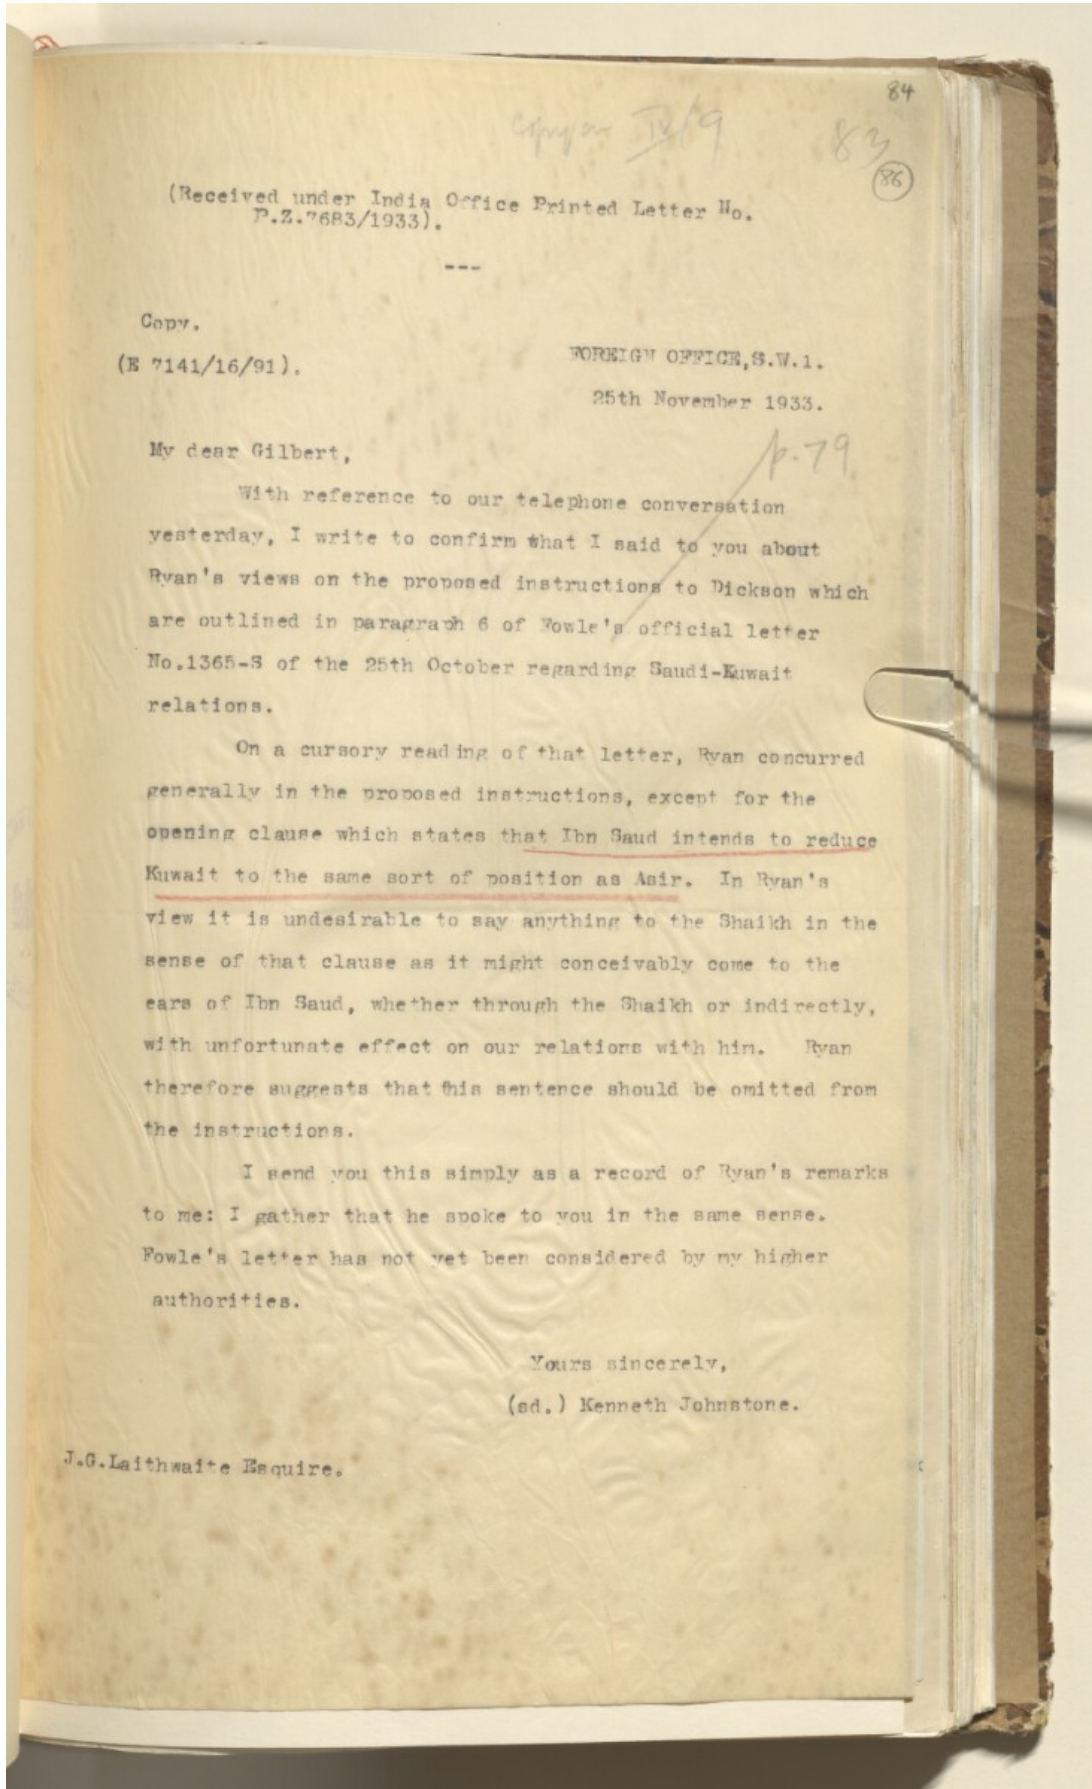 84
Copy on IV/9
83
86
(Received under India Office Printed Letter No.
P.Z.7683/1933).
---
Copy.
(E 7141/16/91).
FOREIGN OFFICE,S.W.1.
25th November 1933.
p.79
My dear Gilbert,
With reference to our telephone conversation
yesterday, I write to confirm what I said to you about
Ryan's views on the proposed instructions to Dickson which
are outlined in paragraph 6 of Fowle's official letter
No.1365-S of the 25th October regarding Saudi-Kuwait
relations.
On a cursory reading of that letter, Ryan concurred
generally in the proposed instructions, except for the
opening clause which states that Ibn Saud intends to reduce
Kuwait to the same sort of position as Asir. In Ryan's
view it is undesirable to say anything to the Shaikh in the
sense of that clause as it might conceivably come to the
ears of Ibn Saud, whether through the Shaikh or indirectly,
with unfortunate effect on our relations with him. Ryan
therefore suggests that this sentence should be omitted from
the instructions.
I send you this simply as a record of Ryan's remarks
to me: I gather that he spoke to you in the same sense.
Fowle's letter has not yet been considered by my higher
authorities.
Yours sincerely,
(sd.) Kenneth Johnstone.
J.G.Laithwaite Esquire.